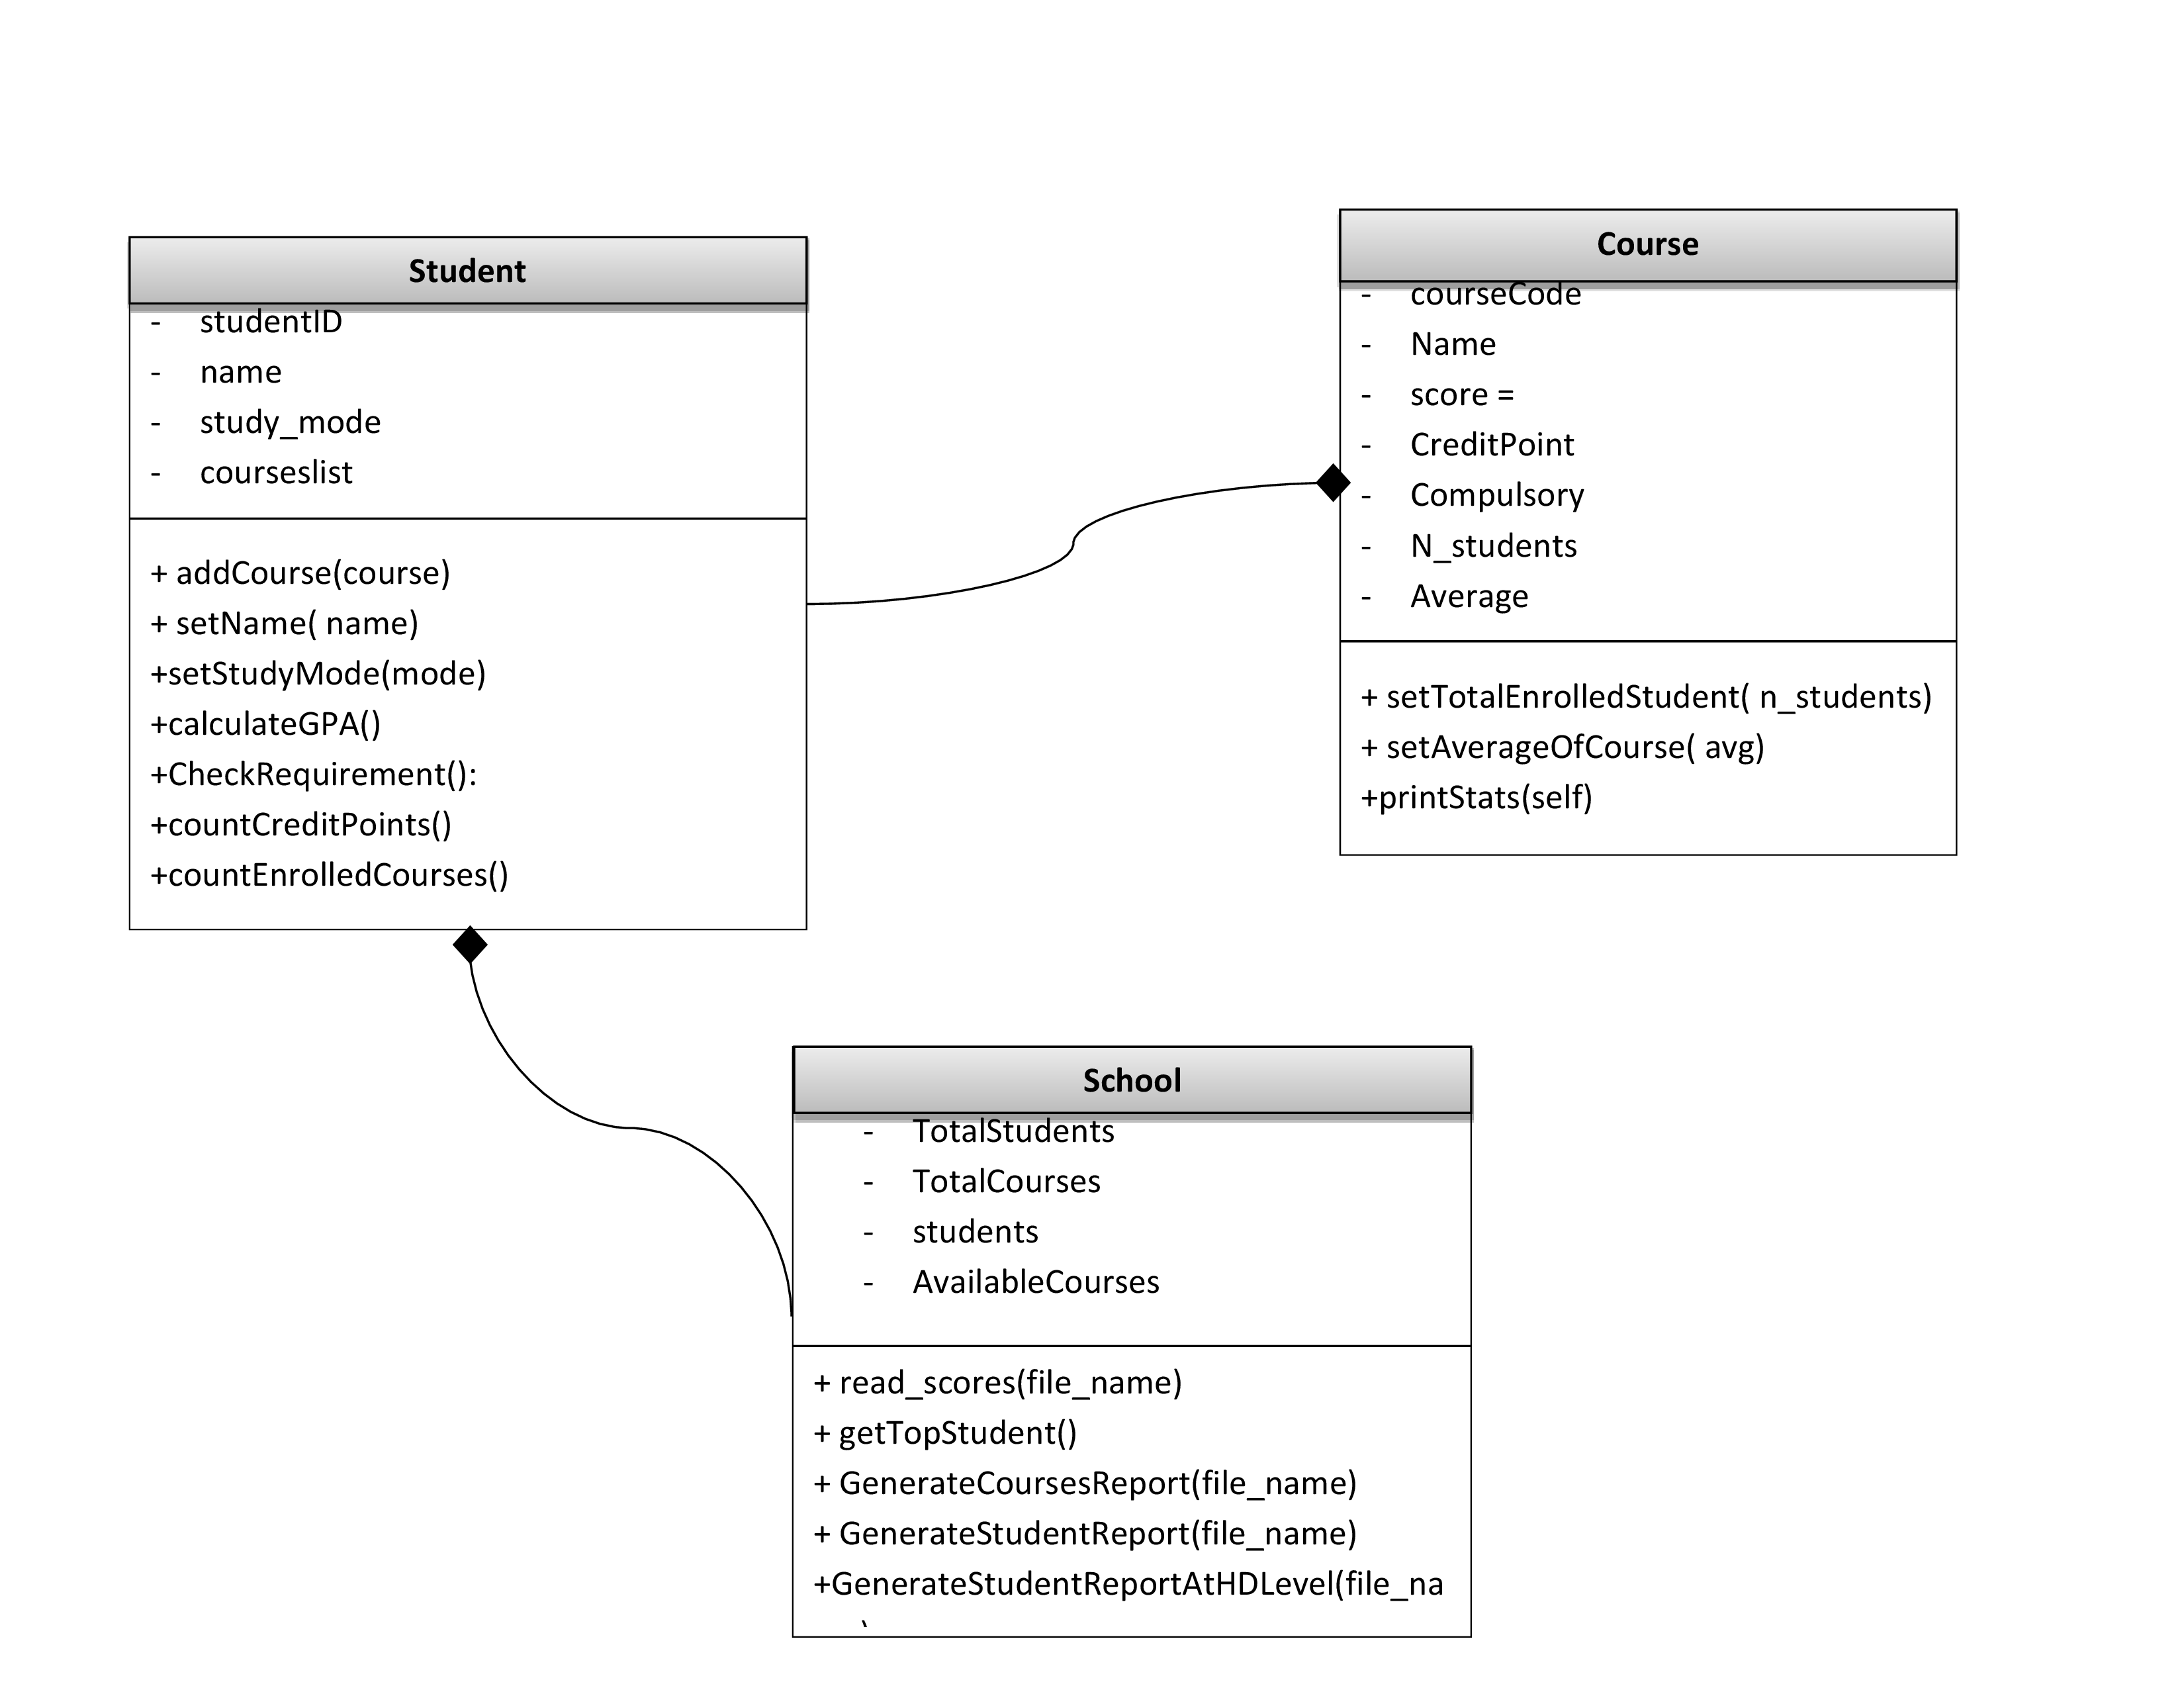 Student
- studentID
- name
- study_mode
- courseslist
+ addCourse(course)
+ setName( name)
+setStudyMode(mode)
+calculateGPA()
+CheckRequirement():
+countCreditPoints()
+countEnrolledCourses()
Course
- courseCode
- Name
- score =
- CreditPoint
- Compulsory
- N_students
- Average
+ setTotalEnrolledStudent( n_students)
+ setAverageOfCourse( avg)
+printStats(self)
School
- TotalStudents
- TotalCourses
- students
- AvailableCourses
+ read_scores(file_name)
+ getTopStudent()
+ GenerateCoursesReport(file_name)
+ GenerateStudentReport(file_name)
+GenerateStudentReportAtHDLevel(file_na